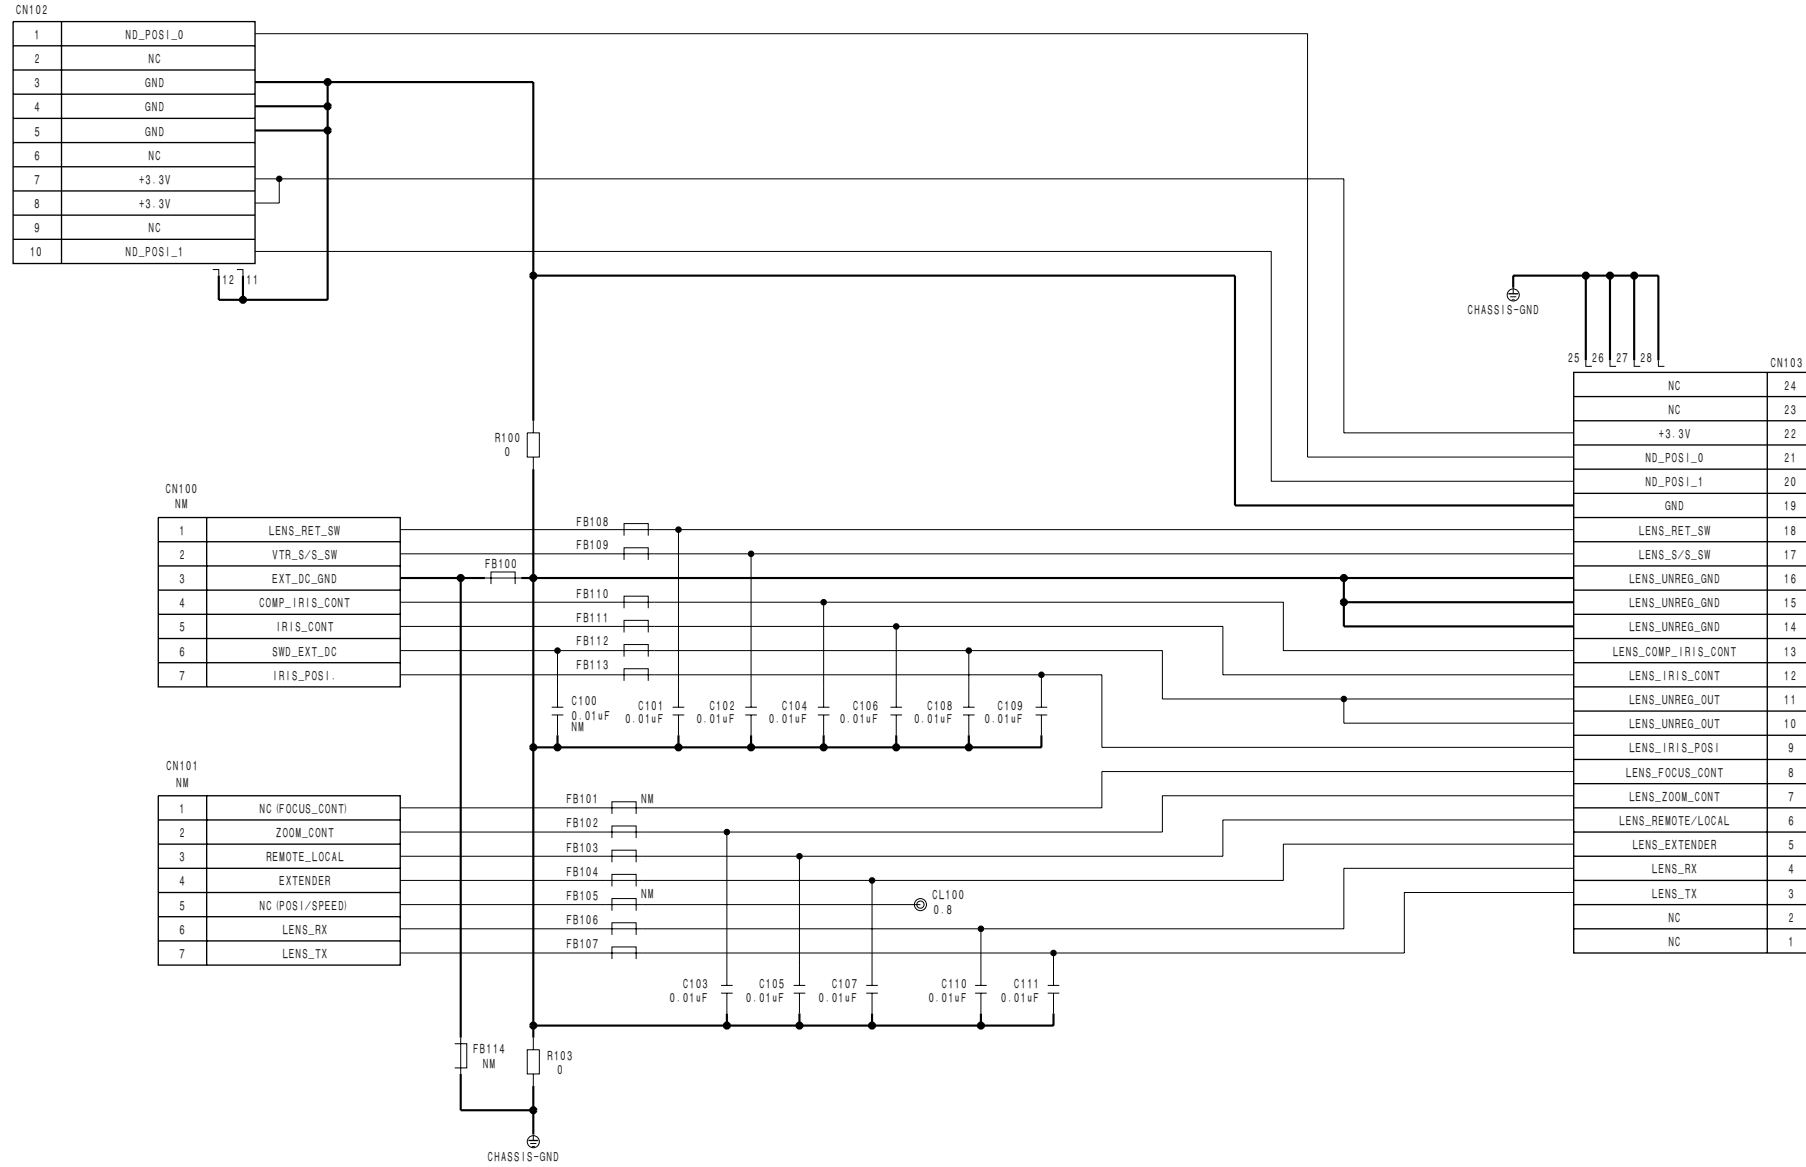 CN102
1 ND_POSI_0
2 NC
3 GND
4 GND
5 GND
6 NC
7 +3.3V
8 +3.3V
9 NC
10 ND_POSI_1
12 11
CHASSIS-GND
25 26 27 28
CN103
NC 24
NC 23
+3.3V 22
ND_POSI_0 21
ND_POSI_1 20
GND 19
LENS_RET_SW 18
LENS_S/S_SW 17
LENS_UNREG_GND 16
LENS_UNREG_GND 15
LENS_UNREG_GND 14
LENS_COMP_IRIS_CONT 13
LENS_IRIS_CONT 12
LENS_UNREG_OUT 11
LENS_UNREG_OUT 10
LENS_IRIS_POSI 9
LENS_FOCUS_CONT 8
LENS_ZOOM_CONT 7
LENS_REMOTE/LOCAL 6
LENS_EXTENDER 5
LENS_RX 4
LENS_TX 3
NC 2
NC 1
R100
0
CN100
NM
1 LENS_RET_SW
2 VTR_S/S_SW
3 EXT_DC_GND
4 COMP_IRIS_CONT
5 IRIS_CONT
6 SWD_EXT_DC
7 IRIS_POSI.
FB108
FB109
FB100
FB110
FB111
FB112
FB113
C100
0.01uF
NM
C101
0.01uF
C102
0.01uF
C104
0.01uF
C106
0.01uF
C108
0.01uF
C109
0.01uF
CN101
NM
1 NC(FOCUS_CONT)
2 ZOOM_CONT
3 REMOTE_LOCAL
4 EXTENDER
5 NC(POSI/SPEED)
6 LENS_RX
7 LENS_TX
FB101 NM
FB102
FB103
FB104
FB105 NM
FB106
FB107
CL100
0.8
C103
0.01uF
C105
0.01uF
C107
0.01uF
C110
0.01uF
C111
0.01uF
FB114
NM
R103
0
CHASSIS-GND